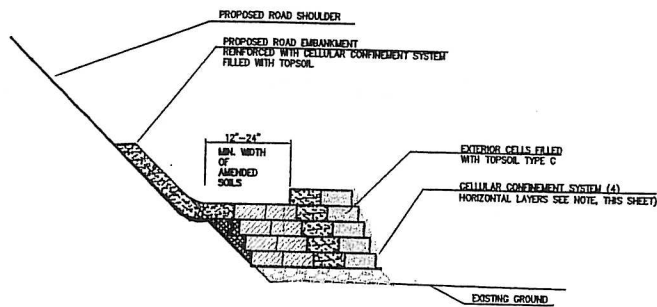 PROPOSED ROAD SHOULDER
PROPOSED ROAD EMBANKMENT
REINFORCED WITH CELLULAR CONFINEMENT SYSTEM
FILLED WITH TOPSOIL
12"-24"
MIN. WIDTH
OF
AMENDED
SOILS
EXTERIOR CELLS FILLED
WITH TOPSOIL TYPE C
CELLULAR CONFINEMENT SYSTEM (4)
HORIZONTAL LAYERS SEE NOTE, THIS SHEET)
EXISTING GROUND